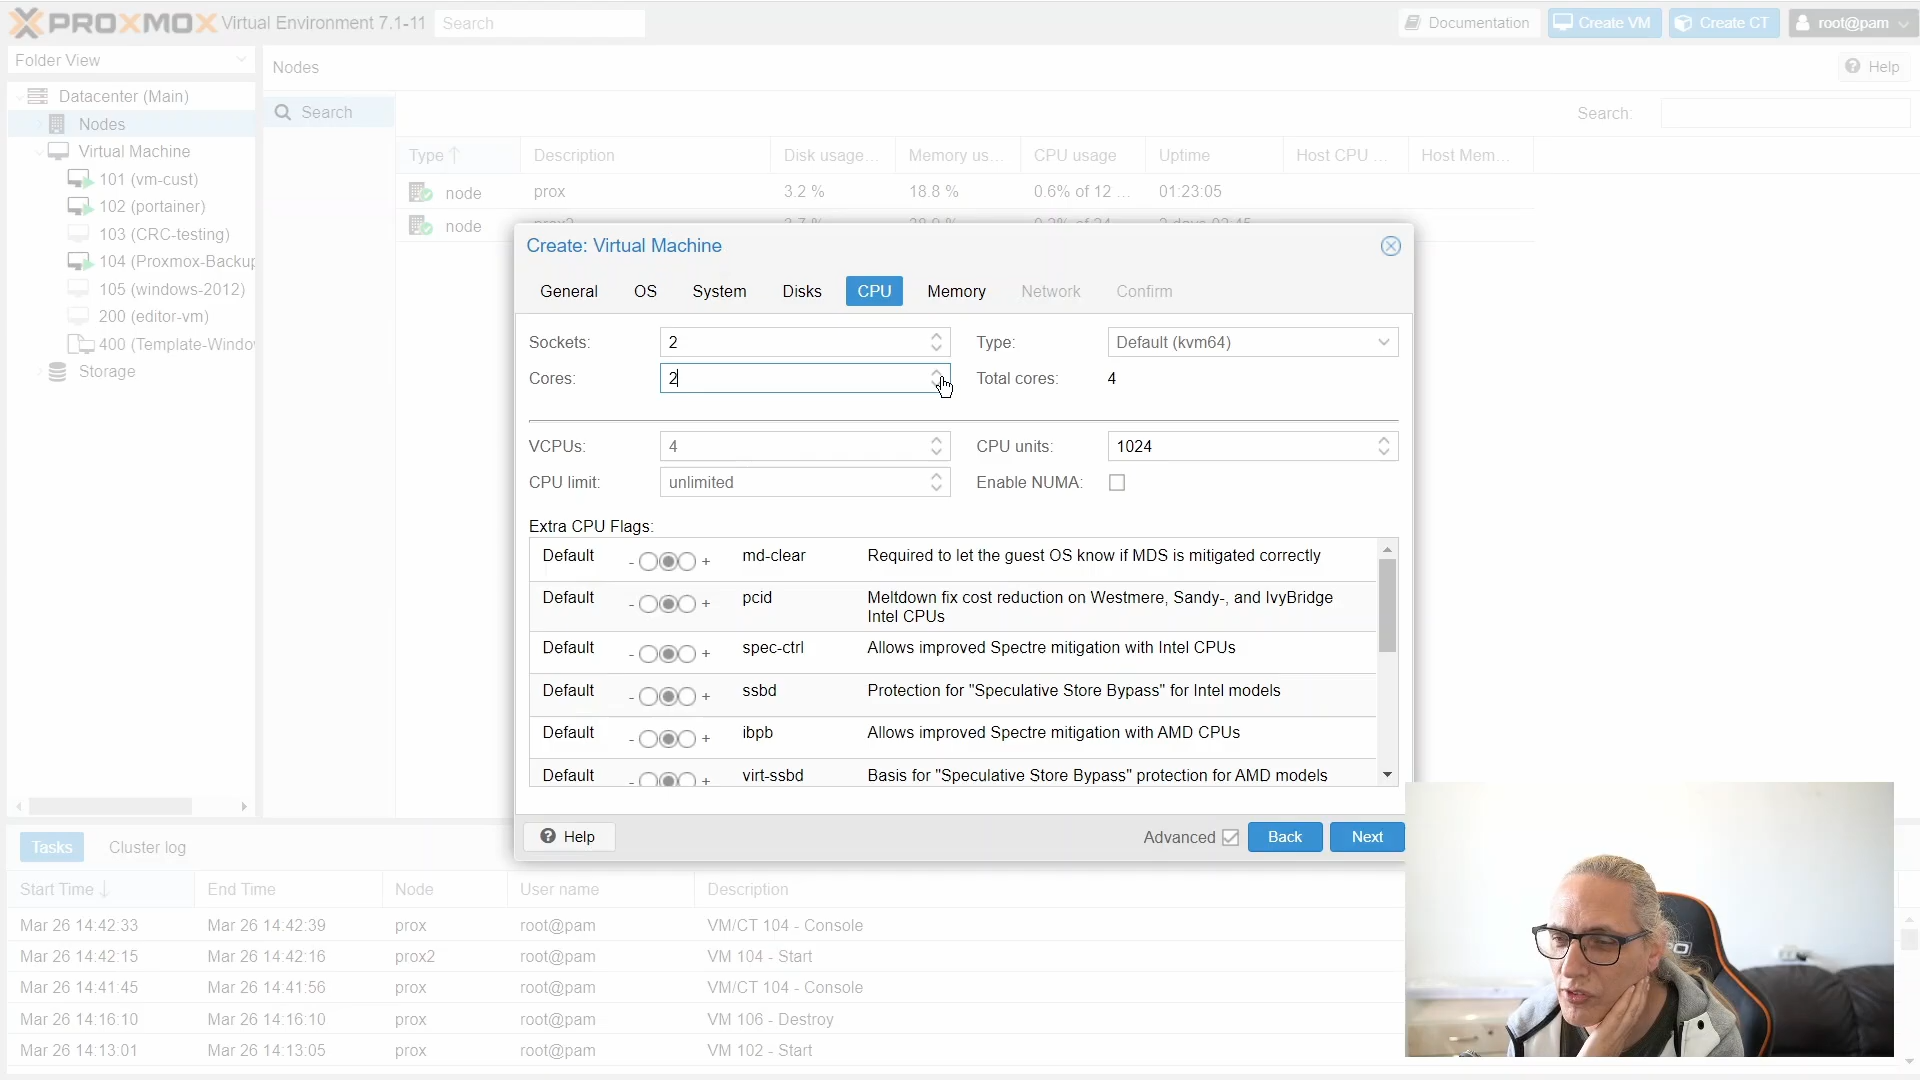 PROXMOX Virtual Environment 7.1-11 Search
Documentation Create VM Create CT root@pam
Folder View
Nodes
Help
Datacenter (Main)
Nodes
Virtual Machine
101 (vm-cust)
102 (portainer)
103 (CRC-testing)
104 (Proxmox-Backup
105 (windows-2012)
200 (editor-vm)
400 (Template-Windo
Storage
Search
Search:
Type Description Disk usage... Memory us... CPU usage Uptime Host CPU ... Host Mem...
node prox 3.2 % 18.8 % 0.6% of 12 ... 01:23:05
node
Create: Virtual Machine
General OS System Disks CPU Memory Network Confirm
Sockets: 2 Type: Default (kvm64)
Cores: 2 Total cores: 4
VCPUs: 4 CPU units: 1024
CPU limit: unlimited Enable NUMA:
Extra CPU Flags:
Default - + md-clear Required to let the guest OS know if MDS is mitigated correctly
Default - + pcid Meltdown fix cost reduction on Westmere, Sandy-, and IvyBridge
Intel CPUs
Default - + spec-ctrl Allows improved Spectre mitigation with Intel CPUs
Default - + ssbd Protection for "Speculative Store Bypass" for Intel models
Default - + ibpb Allows improved Spectre mitigation with AMD CPUs
Default - + virt-ssbd Basis for "Speculative Store Bypass" protection for AMD models
Help Advanced Back Next
Tasks Cluster log
Start Time End Time Node User name Description
Mar 26 14:42:33 Mar 26 14:42:39 prox root@pam VM/CT 104 - Console
Mar 26 14:42:15 Mar 26 14:42:16 prox2 root@pam VM 104 - Start
Mar 26 14:41:45 Mar 26 14:41:56 prox root@pam VM/CT 104 - Console
Mar 26 14:16:10 Mar 26 14:16:10 prox root@pam VM 106 - Destroy
Mar 26 14:13:01 Mar 26 14:13:05 prox root@pam VM 102 - Start